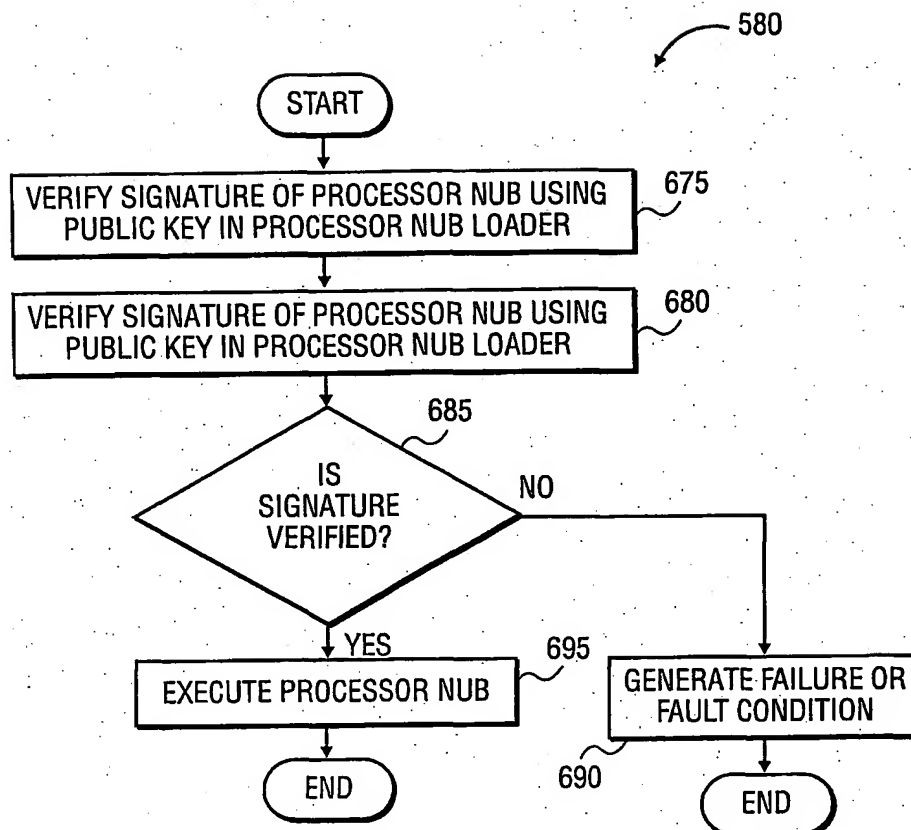 580
START
VERIFY SIGNATURE OF PROCESSOR NUB USING
PUBLIC KEY IN PROCESSOR NUB LOADER
675
VERIFY SIGNATURE OF PROCESSOR NUB USING
PUBLIC KEY IN PROCESSOR NUB LOADER
680
685
IS
SIGNATURE
VERIFIED?
NO
YES
EXECUTE PROCESSOR NUB
695
GENERATE FAILURE OR
FAULT CONDITION
690
END
END